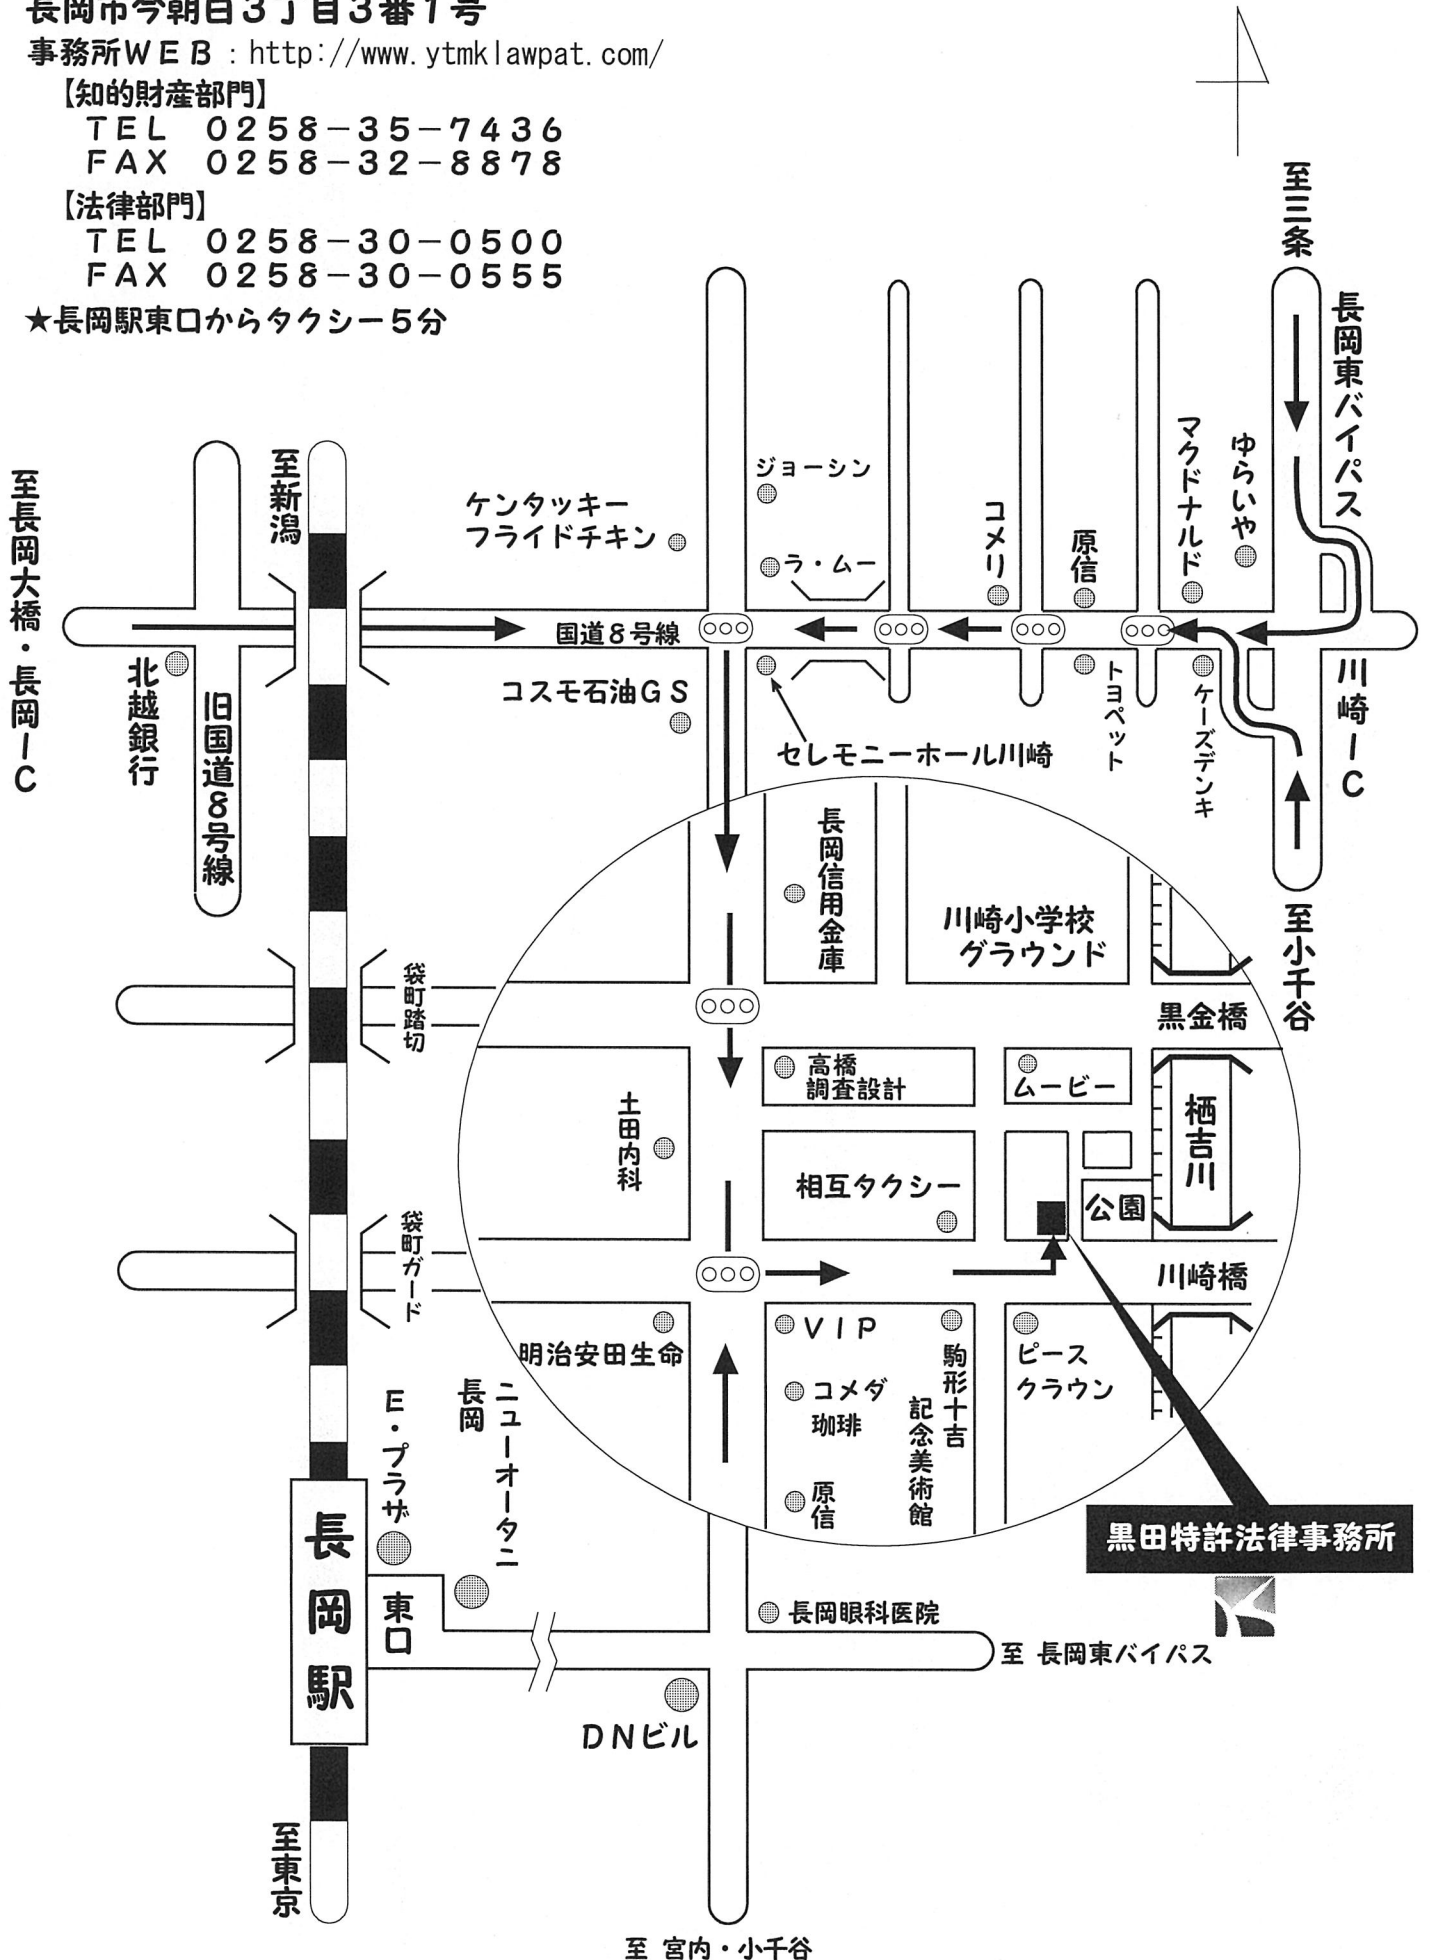 長岡市今朝白３丁目３番１号
事務所ＷＥＢ：http://www.ytmklawpat.com/
【知的財産部門】
ＴＥＬ　０２５８－３５－７４３６
ＦＡＸ　０２５８－３２－８８７８
【法律部門】
ＴＥＬ　０２５８－３０－０５００
ＦＡＸ　０２５８－３０－０５５５
★長岡駅東口からタクシー５分
至三条
長岡東バイパス
至長岡大橋・長岡ＩＣ
至新潟
ケンタッキー
フライドチキン
ジョーシン
ラ・ムー
コメリ
原信
マクドナルド
ゆらいや
国道８号線
北越銀行
旧国道８号線
コスモ石油ＧＳ
セレモニーホール川崎
トヨペット
ケーズデンキ
川崎ＩＣ
至小千谷
長岡信用金庫
川崎小学校
グラウンド
袋町踏切
黒金橋
高橋
調査設計
ムービー
栖吉川
土田内科
相互タクシー
公園
袋町ガード
川崎橋
明治安田生命
ＶＩＰ
コメダ
珈琲
原信
駒形十吉
記念美術館
ピース
クラウン
Ｅ・プラザ
ニューオータニ
長岡
黒田特許法律事務所
長岡駅
東口
長岡眼科医院
至 長岡東バイパス
ＤＮビル
至東京
至 宮内・小千谷